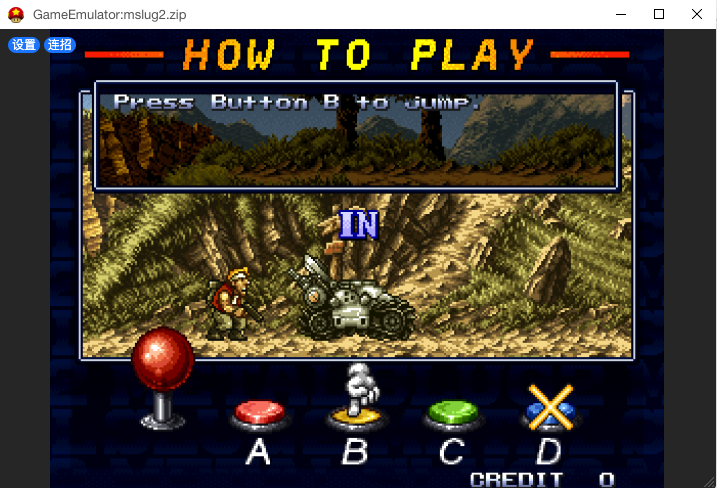 GameEmulator:mslug2.zip
设置 连招
HOW TO PLAY
Press Button B to jump.
IN
A B C D
CREDIT 0